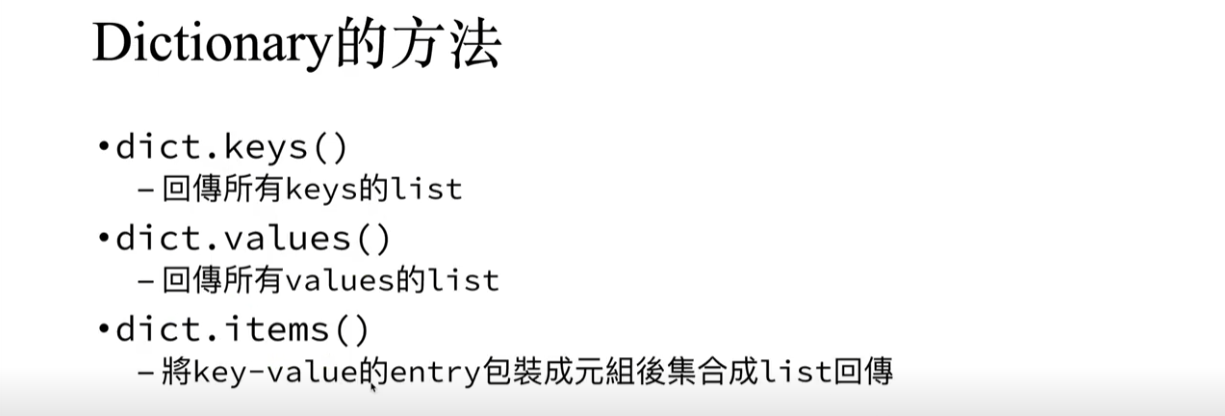 Dictionary的方法
•dict.keys()
–回傳所有keys的list
•dict.values()
–回傳所有values的list
•dict.items()
–將key-value的entry包裝成元組後集合成list回傳